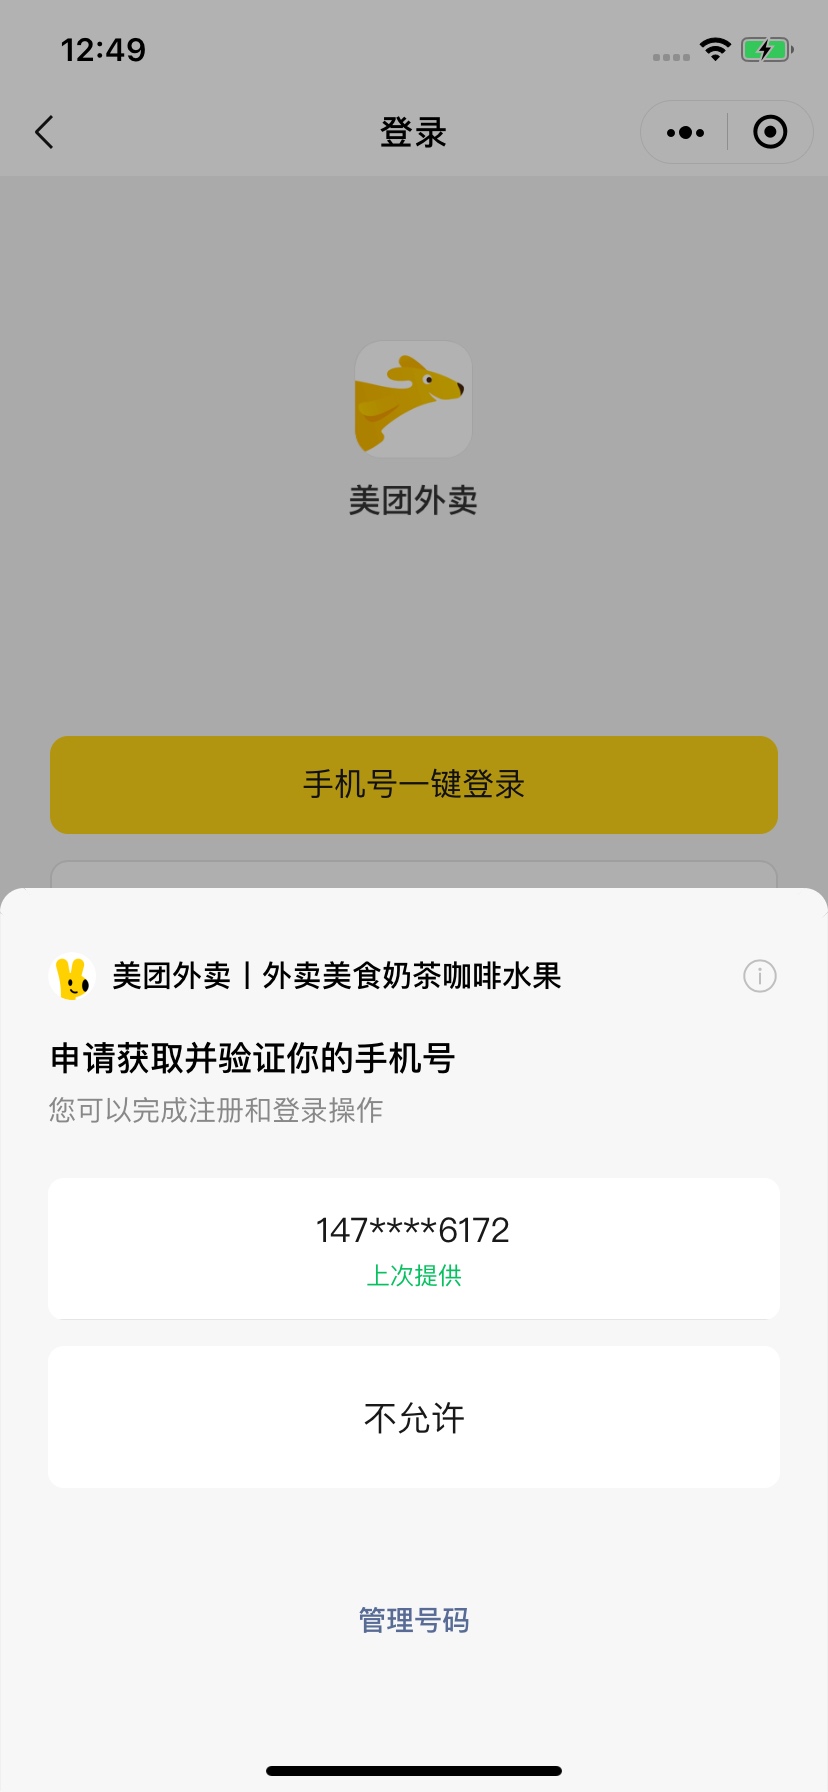 12:49
登录
美团外卖
手机号一键登录
美团外卖丨外卖美食奶茶咖啡水果
申请获取并验证你的手机号
您可以完成注册和登录操作
147****6172
上次提供
不允许
管理号码